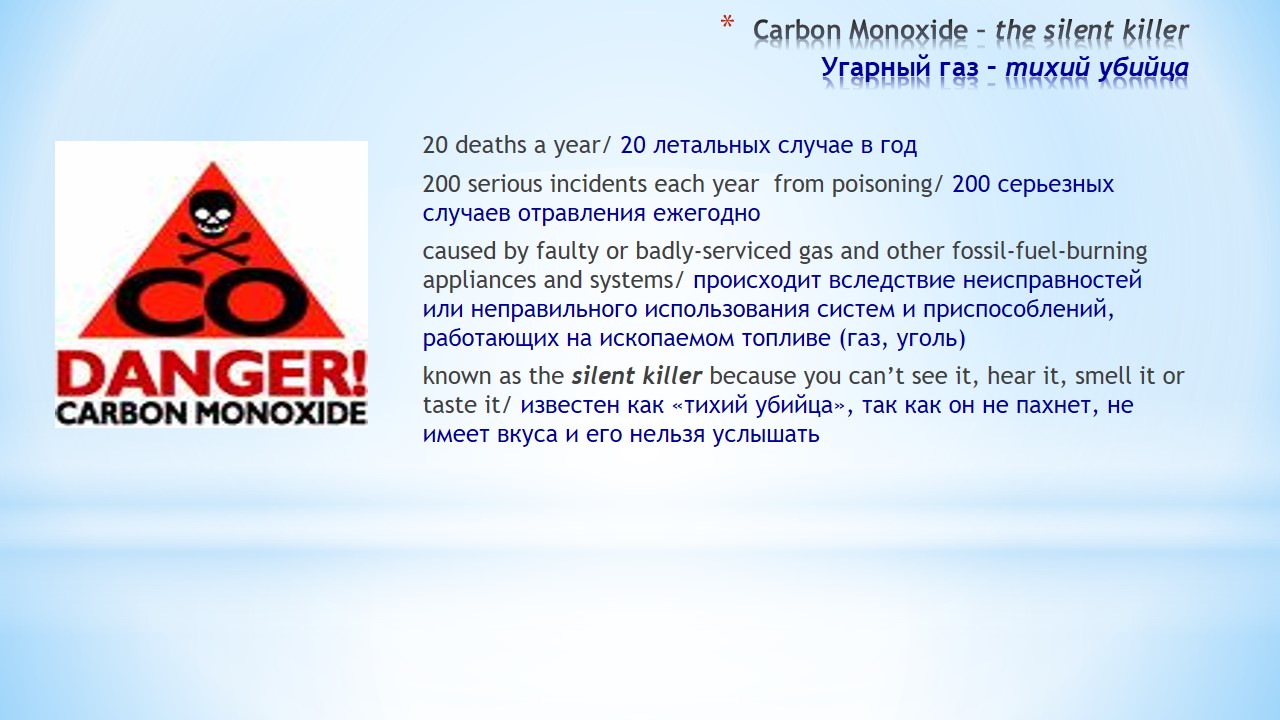 * Carbon Monoxide – the silent killer
Угарный газ – тихий убийца
20 deaths a year/ 20 летальных случае в год
200 serious incidents each year  from poisoning/ 200 серьезных
случаев отравления ежегодно
caused by faulty or badly-serviced gas and other fossil-fuel-burning
appliances and systems/ происходит вследствие неисправностей
или неправильного использования систем и приспособлений,
работающих на ископаемом топливе (газ, уголь)
known as the silent killer because you can’t see it, hear it, smell it or
taste it/ известен как «тихий убийца», так как он не пахнет, не
имеет вкуса и его нельзя услышать
CO
DANGER!
CARBON MONOXIDE